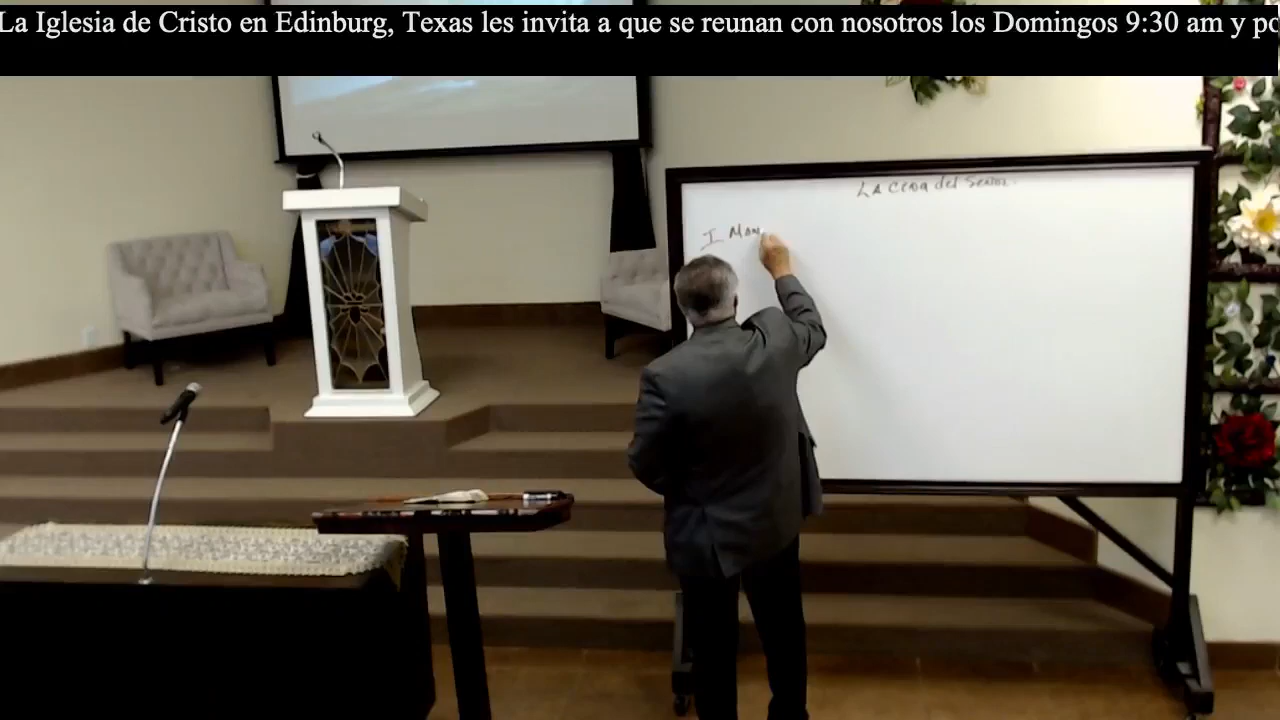 La Iglesia de Cristo en Edinburg, Texas les invita a que se reunan con nosotros los Domingos 9:30 am y po
La Cena del Señor.
I Man